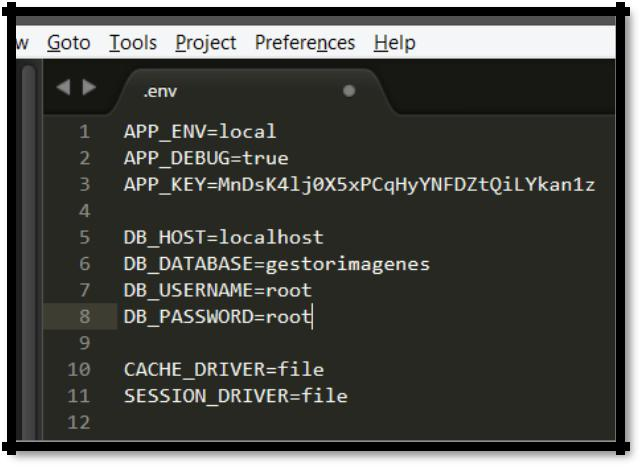 w Goto Tools Project Preferences Help
.env
1 APP_ENV=local
2 APP_DEBUG=true
3 APP_KEY=MnDsK4lj0X5xPCqHyYNFDZtQiLYkan1z
4
5 DB_HOST=localhost
6 DB_DATABASE=gestorimagenes
7 DB_USERNAME=root
8 DB_PASSWORD=root
9
10 CACHE_DRIVER=file
11 SESSION_DRIVER=file
12